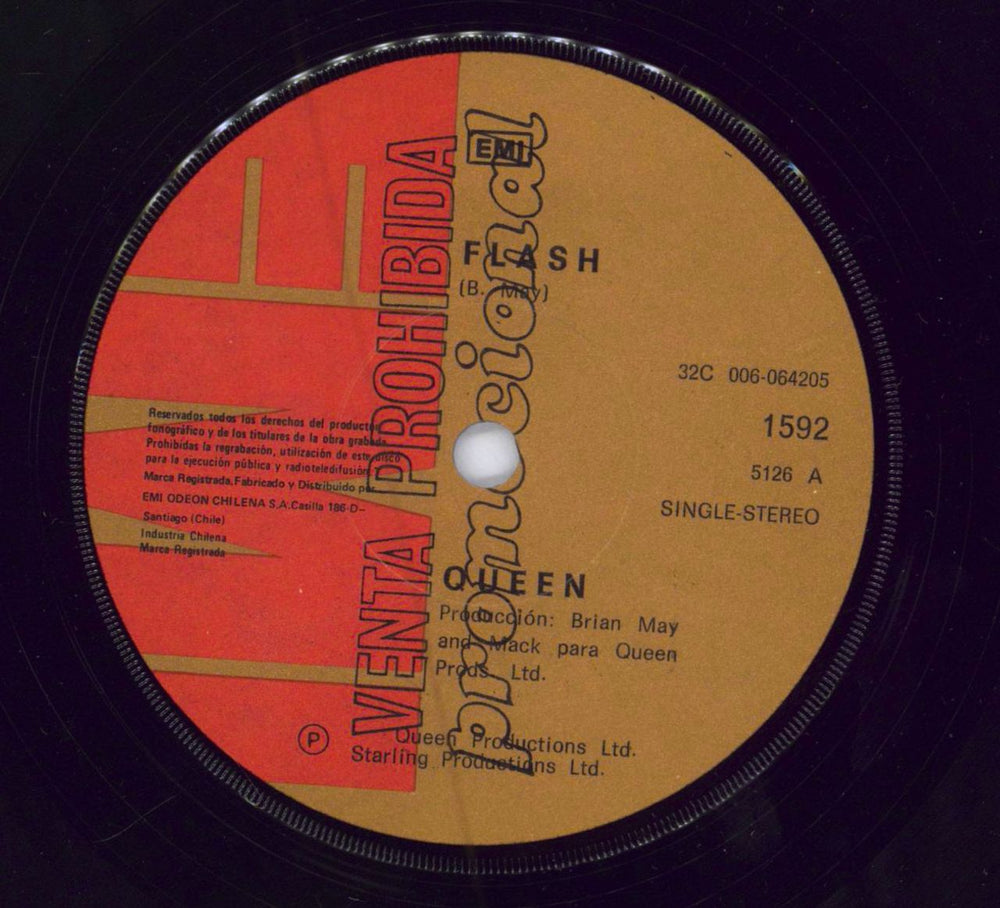 EMI
FLASH
(B. May)
32C 006-064205
1592
5126 A
SINGLE-STEREO
VENTA PROHIBIDA
promocional
Reservados todos los derechos del productor
fonográfico y de los titulares de la obra grabada
Prohibidas la regrabación, utilización de este disco
para la ejecución pública y radioteledifusión.
Marca Registrada, Fabricado y Distribuido por
EMI ODEON CHILENA S.A. Casilla 186-D-
Santiago (Chile)
Industria Chilena
Marca Registrada
QUEEN
Producción: Brian May
and Mack para Queen
Prods Ltd.
Ⓟ Queen Productions Ltd.
Starling Productions Ltd.